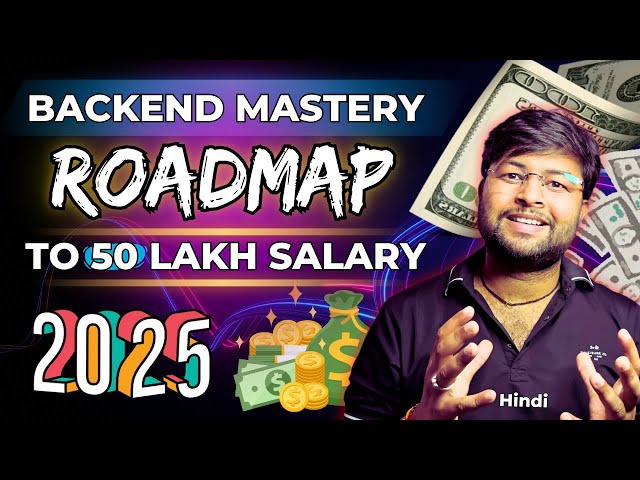 BACKEND MASTERY
ROADMAP
TO 50 LAKH SALARY
2025
Hindi